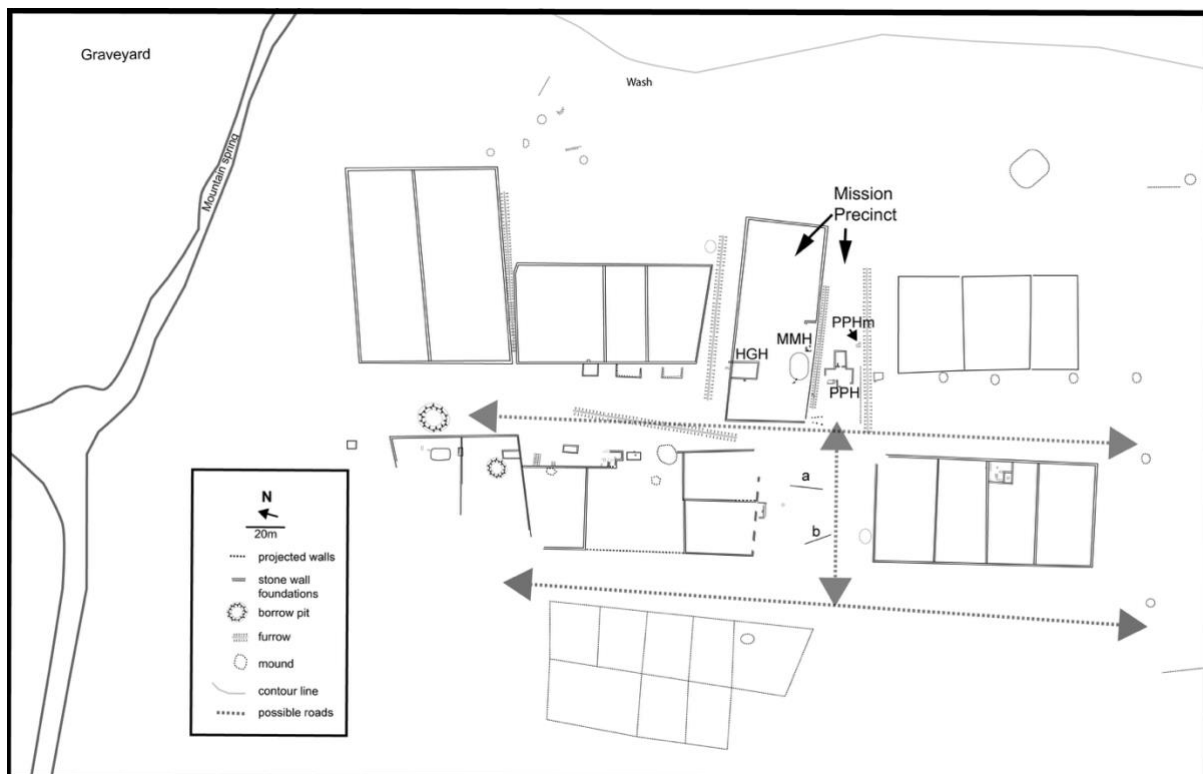 Graveyard
Wash
Mountain spring
Mission
Precinct
PPHm
MMH
HGH
PPH
a
b
N
20m
projected walls
stone wall
foundations
borrow pit
furrow
mound
contour line
possible roads